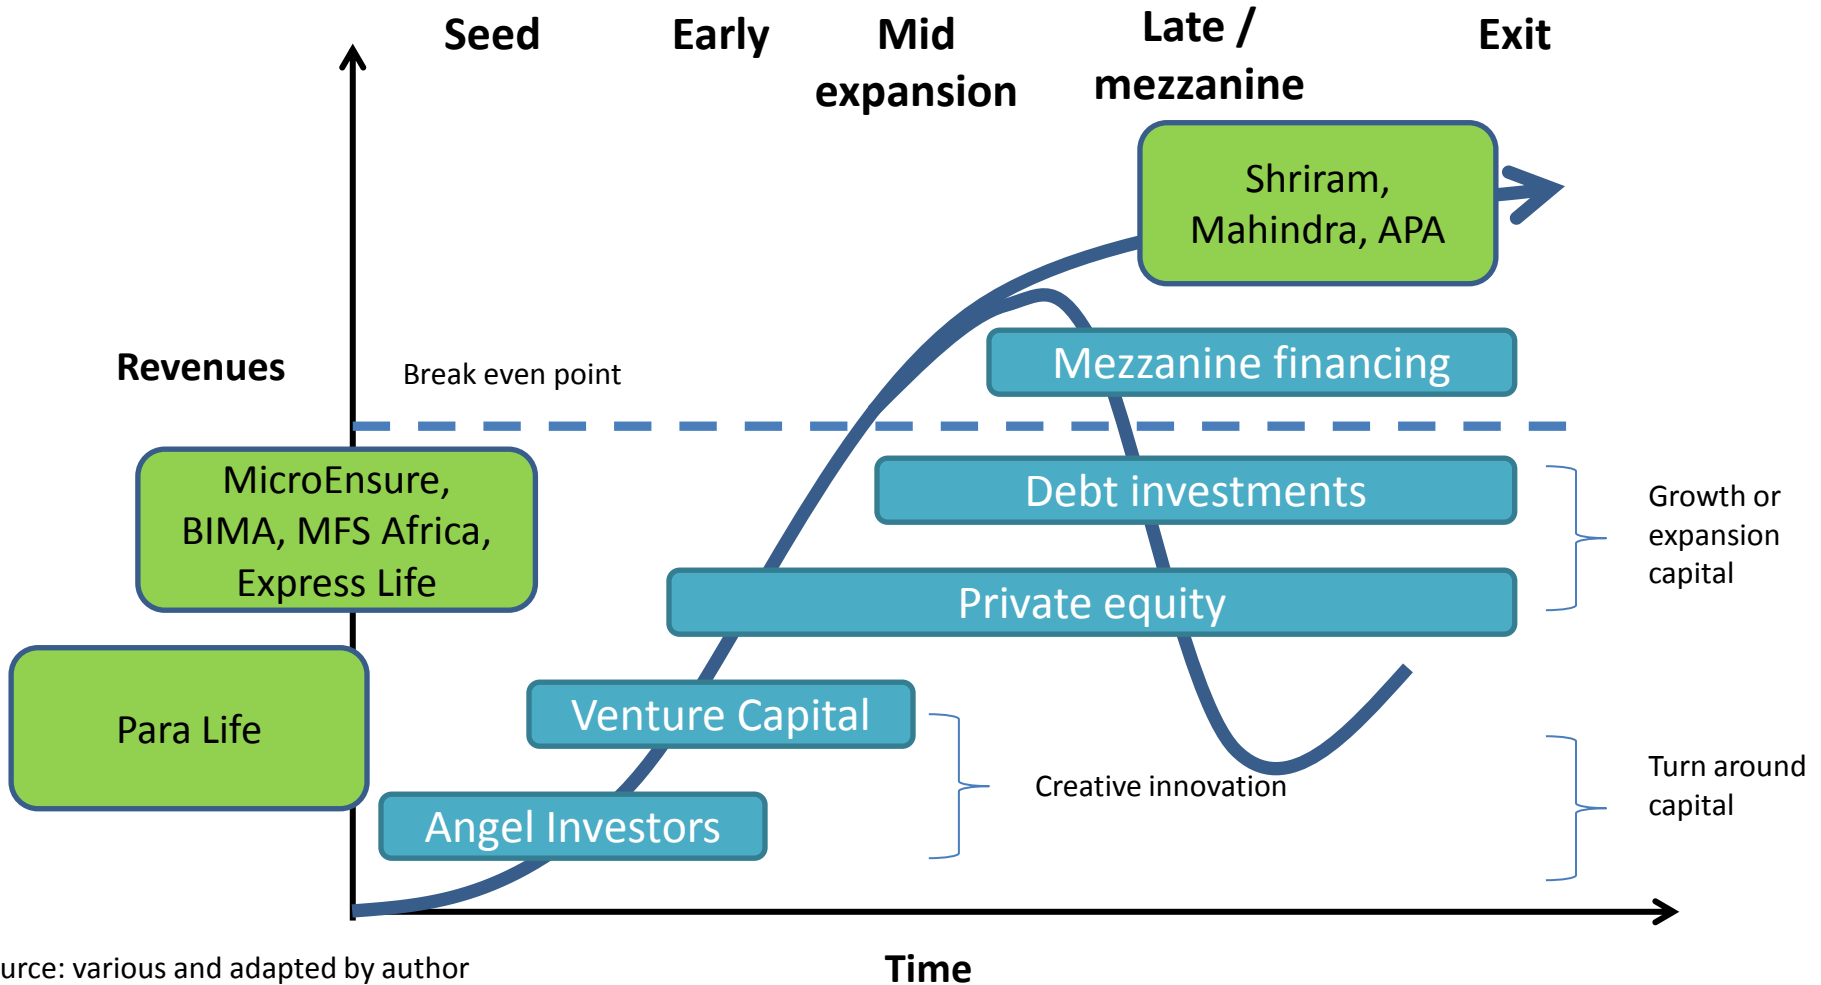 Seed
Early
Mid
expansion
Late /
mezzanine
Exit
Shriram,
Mahindra, APA
Revenues
Break even point
Mezzanine financing
MicroEnsure,
BIMA, MFS Africa,
Express Life
Debt investments
Growth or
expansion
capital
Private equity
Para Life
Venture Capital
Creative innovation
Turn around
capital
Angel Investors
Time
urce: various and adapted by author